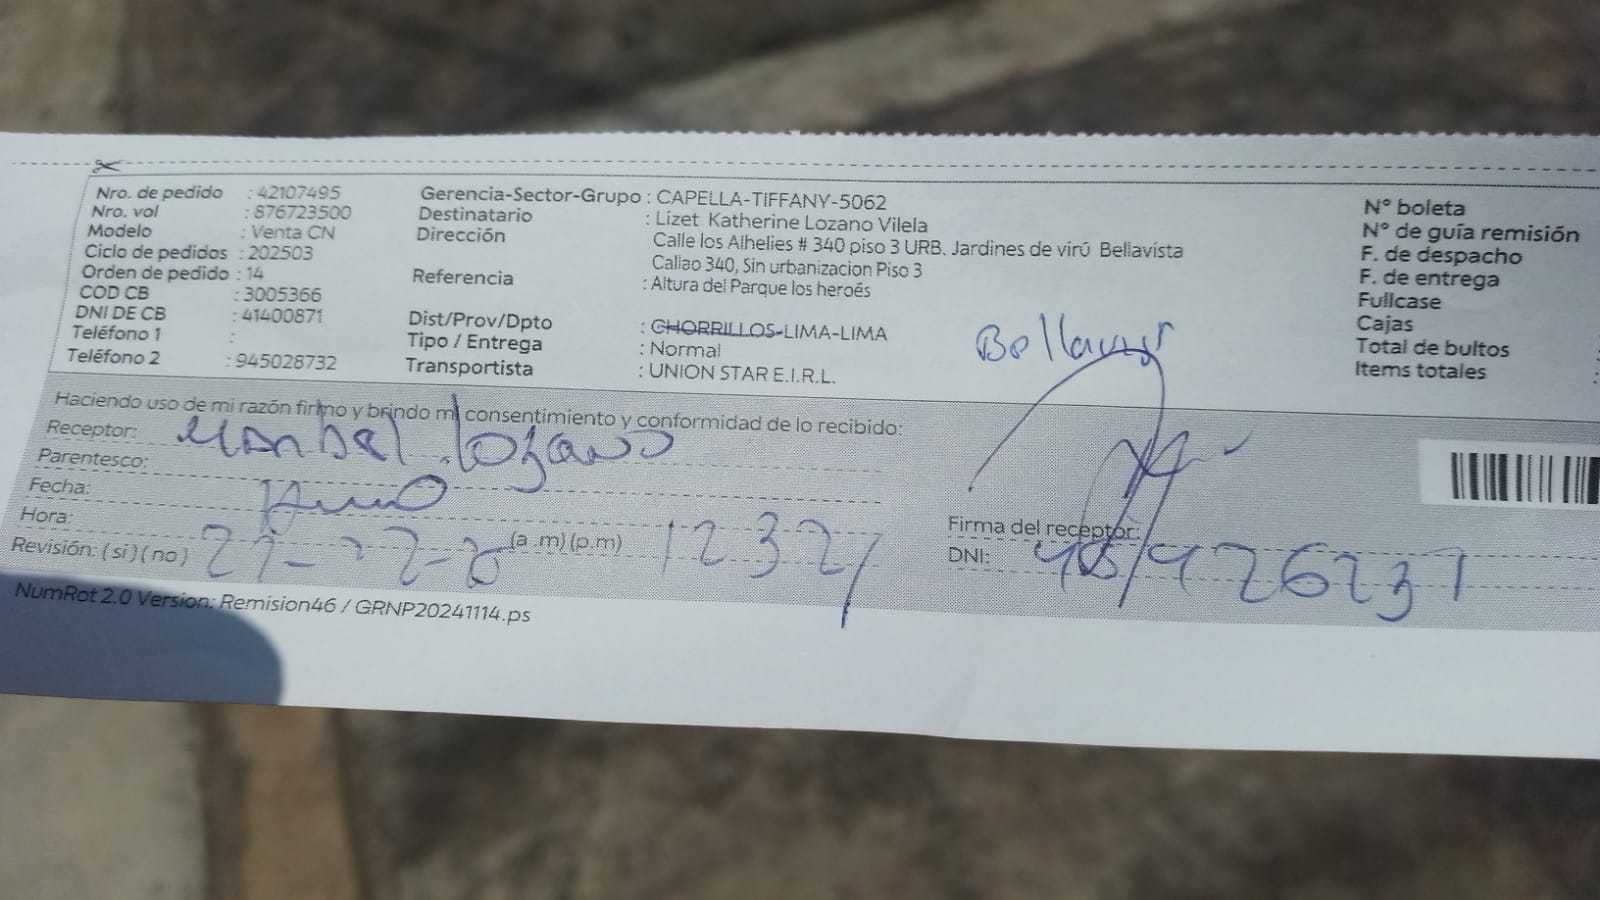 Nro. de pedido : 42107495
Nro. vol : 876723500
Modelo : Venta CN
Ciclo de pedidos : 202503
Orden de pedido : 14
COD CB : 3005366
DNI DE CB : 41400871
Teléfono 1 :
Teléfono 2 : 945028732
Gerencia-Sector-Grupo : CAPELLA-TIFFANY-5062
Destinatario : Lizet Katherine Lozano Vilela
Dirección Calle los Alhelies # 340 piso 3 URB. Jardines de virú Bellavista
Callao 340, Sin urbanizacion Piso 3
Referencia : Altura del Parque los heroés
Dist/Prov/Dpto : CHORRILLOS-LIMA-LIMA
Tipo / Entrega : Normal
Transportista : UNION STAR E.I.R.L.
N° boleta
N° de guía remisión
F. de despacho
F. de entrega
Fullcase
Cajas
Total de bultos
Items totales
Haciendo uso de mi razón firmo y brindo mi consentimiento y conformidad de lo recibido:
Receptor: Lozano
Parentesco:
Fecha:
Hora: (a .m) (p.m) 1232
Revisión: ( si ) ( no )
Firma del receptor:
DNI:
NumRot 2.0 Version: Remision46 / GRNP20241114.ps